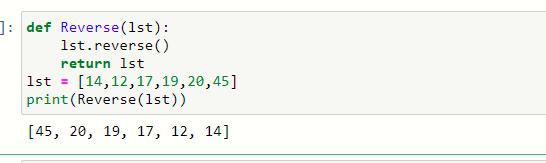 ]: def Reverse(lst):
    lst.reverse()
    return lst
lst = [14,12,17,19,20,45]
print(Reverse(lst))
[45, 20, 19, 17, 12, 14]